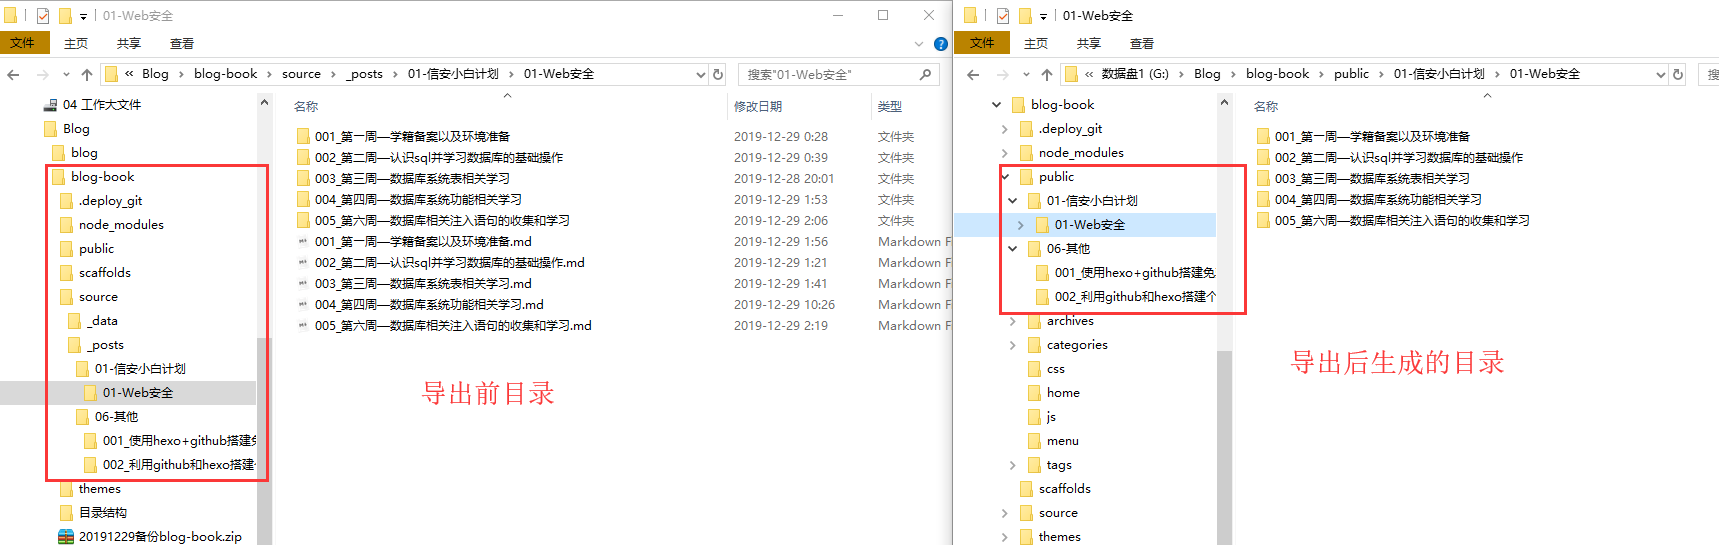 01-Web安全
文件 主页 共享 查看
« Blog › blog-book › source › _posts › 01-信安小白计划 › 01-Web安全
搜索"01-Web安全"
04 工作大文件
Blog
blog
blog-book
.deploy_git
node_modules
public
scaffolds
source
_data
_posts
01-信安小白计划
01-Web安全
06-其他
001_使用hexo+github搭建免
002_利用github和hexo搭建个
themes
目录结构
20191229备份blog-book.zip
名称 修改日期 类型
001_第一周—学籍备案以及环境准备 2019-12-29 0:28 文件夹
002_第二周—认识sql并学习数据库的基础操作 2019-12-29 0:39 文件夹
003_第三周—数据库系统表相关学习 2019-12-28 20:01 文件夹
004_第四周—数据库系统功能相关学习 2019-12-29 1:53 文件夹
005_第六周—数据库相关注入语句的收集和学习 2019-12-29 2:06 文件夹
001_第一周—学籍备案以及环境准备.md 2019-12-29 1:56 Markdown F
002_第二周—认识sql并学习数据库的基础操作.md 2019-12-29 1:21 Markdown F
003_第三周—数据库系统表相关学习.md 2019-12-29 1:41 Markdown F
004_第四周—数据库系统功能相关学习.md 2019-12-29 10:26 Markdown F
005_第六周—数据库相关注入语句的收集和学习.md 2019-12-29 2:19 Markdown F
导出前目录
01-Web安全
文件 主页 共享 查看
« 数据盘1 (G:) › Blog › blog-book › public › 01-信安小白计划 › 01-Web安全
搜
blog-book
.deploy_git
node_modules
public
01-信安小白计划
01-Web安全
06-其他
001_使用hexo+github搭建免
002_利用github和hexo搭建个
archives
categories
css
home
js
menu
tags
scaffolds
source
themes
名称
001_第一周—学籍备案以及环境准备
002_第二周—认识sql并学习数据库的基础操作
003_第三周—数据库系统表相关学习
004_第四周—数据库系统功能相关学习
005_第六周—数据库相关注入语句的收集和学习
导出后生成的目录